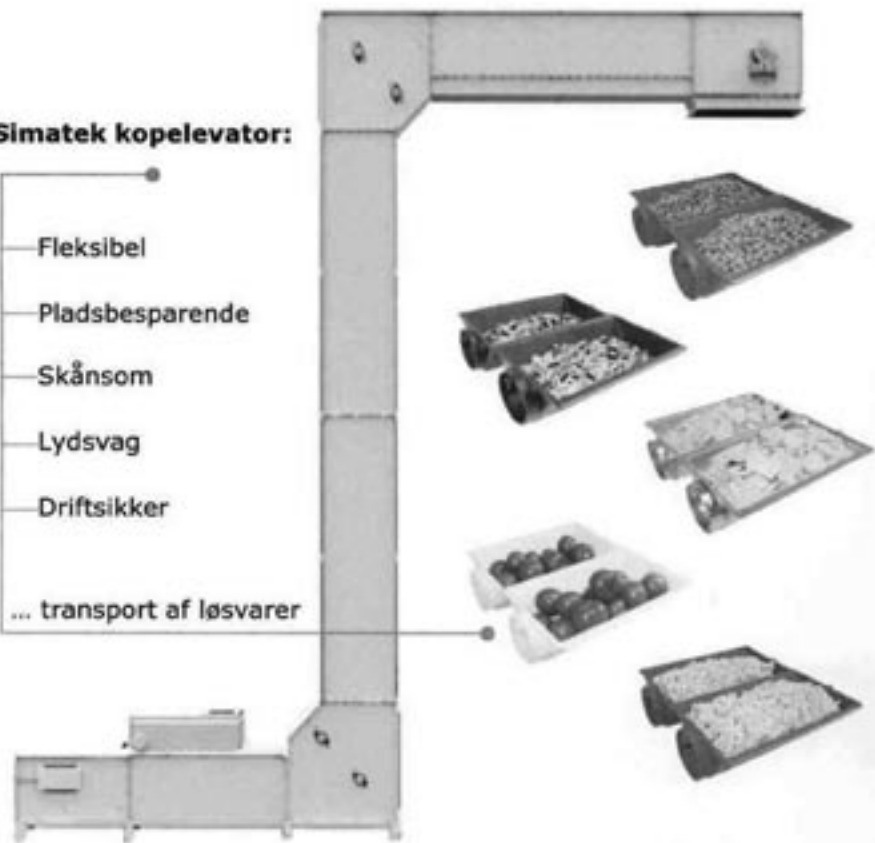 Simatek kopelevator:
Fleksibel
Pladsbesparende
Skånsom
Lydsvag
Driftsikker
... transport af løsvarer